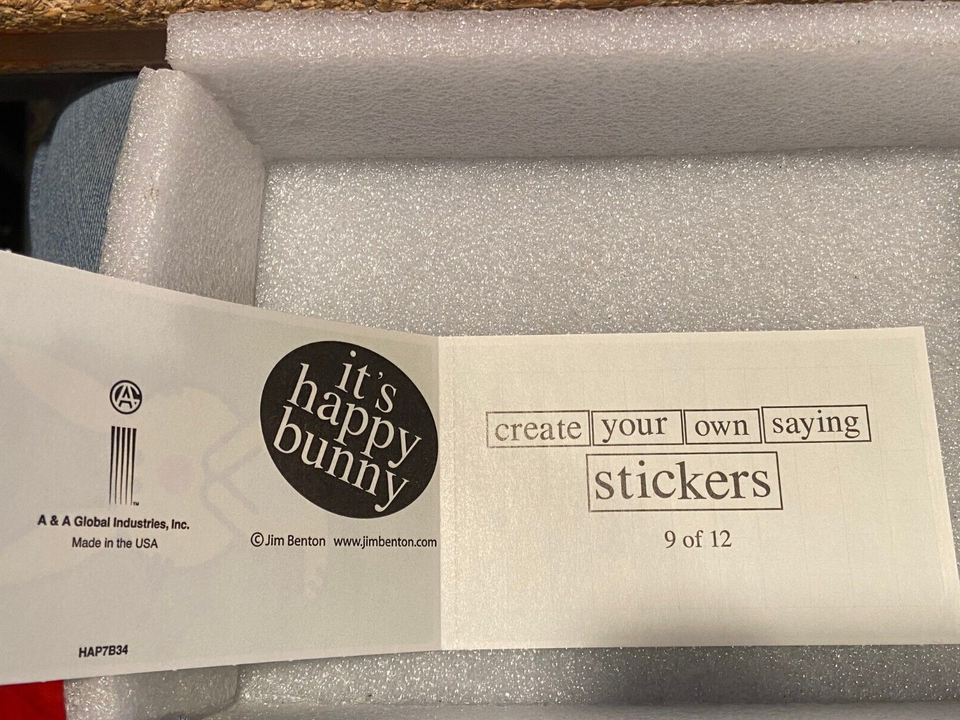 A
A & A Global Industries, Inc.
Made in the USA
HAP7B34
it's
happy
bunny
©Jim Benton www.jimbenton.com
create your own saying
stickers
9 of 12